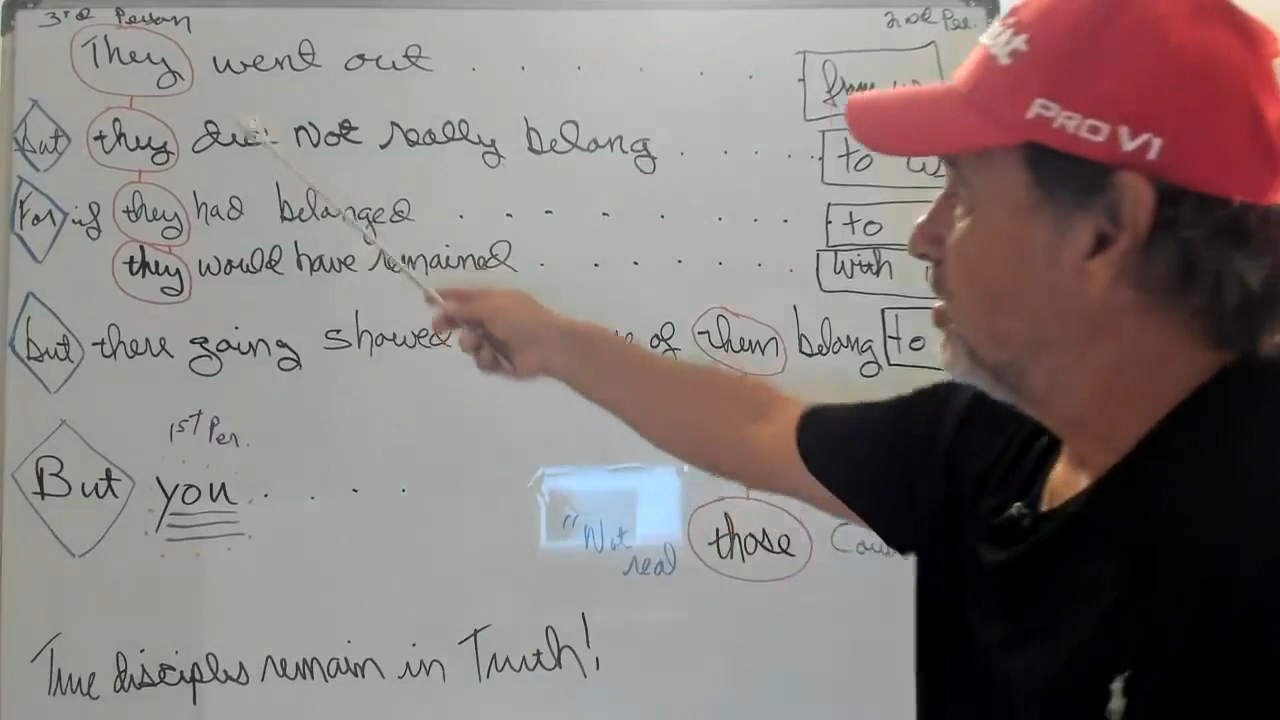 3rd Person
2nd Per.
They went out . . . . . . . from
but they did Not really belong . . . . . to us
For if they had belonged . . . . . . . . to
they would have remained . . . . . . . with
but there going showed of them belong to
1st Per.
But you . . . .
"Not real those
True disciples remain in Truth!
PRO V1